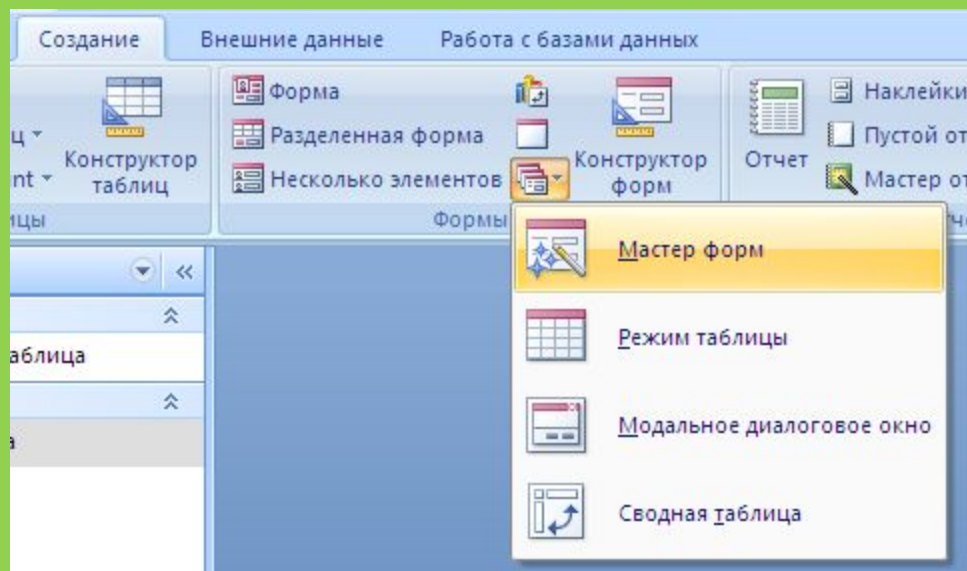 Создание Внешние данные Работа с базами данных
Форма
Разделенная форма
Несколько элементов
Конструктор
таблиц
Конструктор
форм
Отчет
Наклейки
Пустой от
Мастер от
Формы
Мастер форм
Режим таблицы
Модальное диалоговое окно
Сводная таблица
аблица